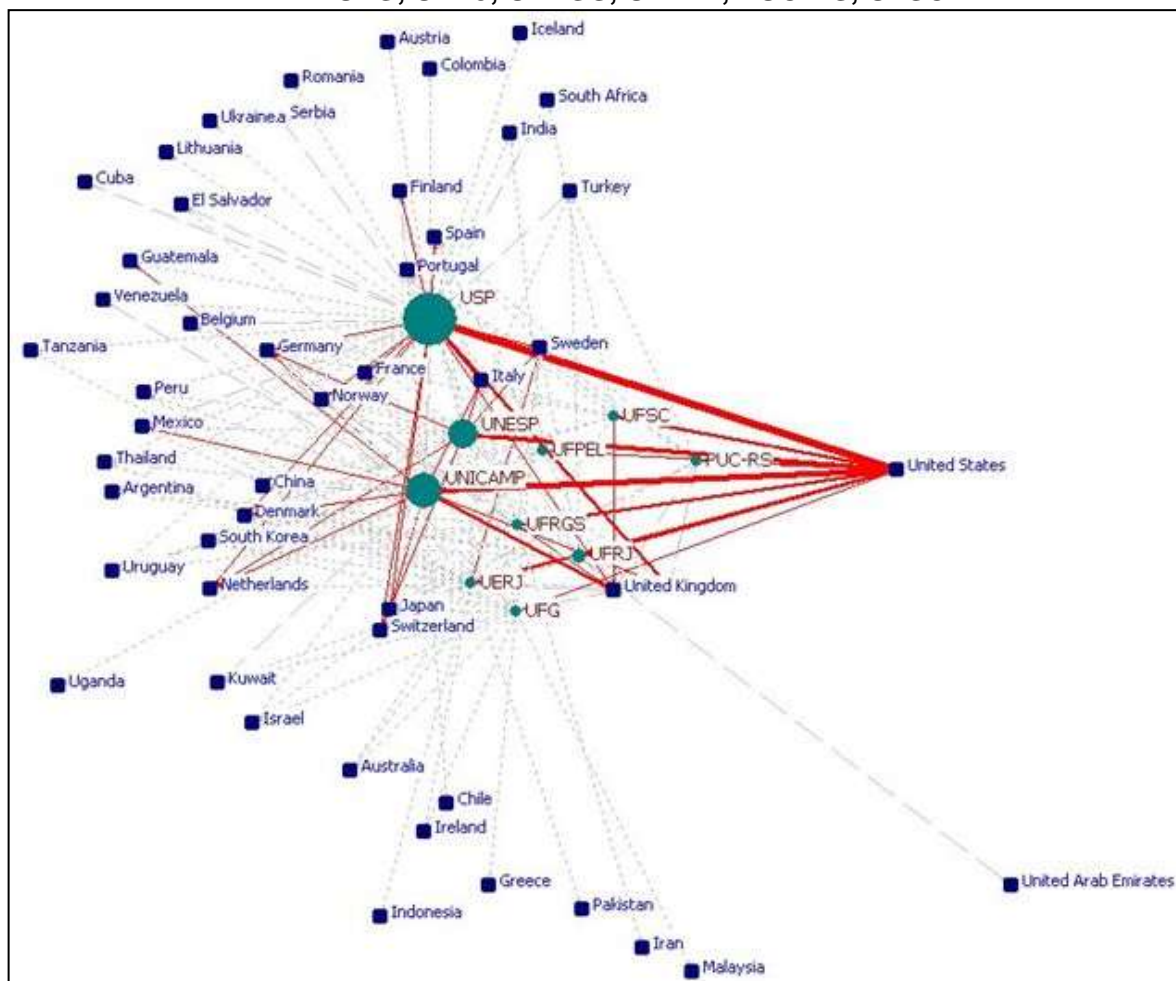 Iceland
Austria
Colombia
Romania
South Africa
Ukrainea Serbia
India
Lithuania
Cuba
El Salvador
Finland
Turkey
Spain
Guatemala
Portugal
Venezuela
USP
Belgium
Tanzania
Germany
Sweden
France
Italy
Peru
Norway
UFSC
Mexico
UNESP
UFPEL
PUC-RS
Thailand
United States
Argentina
China
UNICAMP
Denmark
UFRGS
South Korea
UFRJ
Uruguay
Netherlands
UERJ
United Kingdom
Japan
UFG
Switzerland
Uganda
Kuwait
Israel
Australia
Chile
Ireland
Greece
United Arab Emirates
Indonesia
Pakistan
Iran
Malaysia